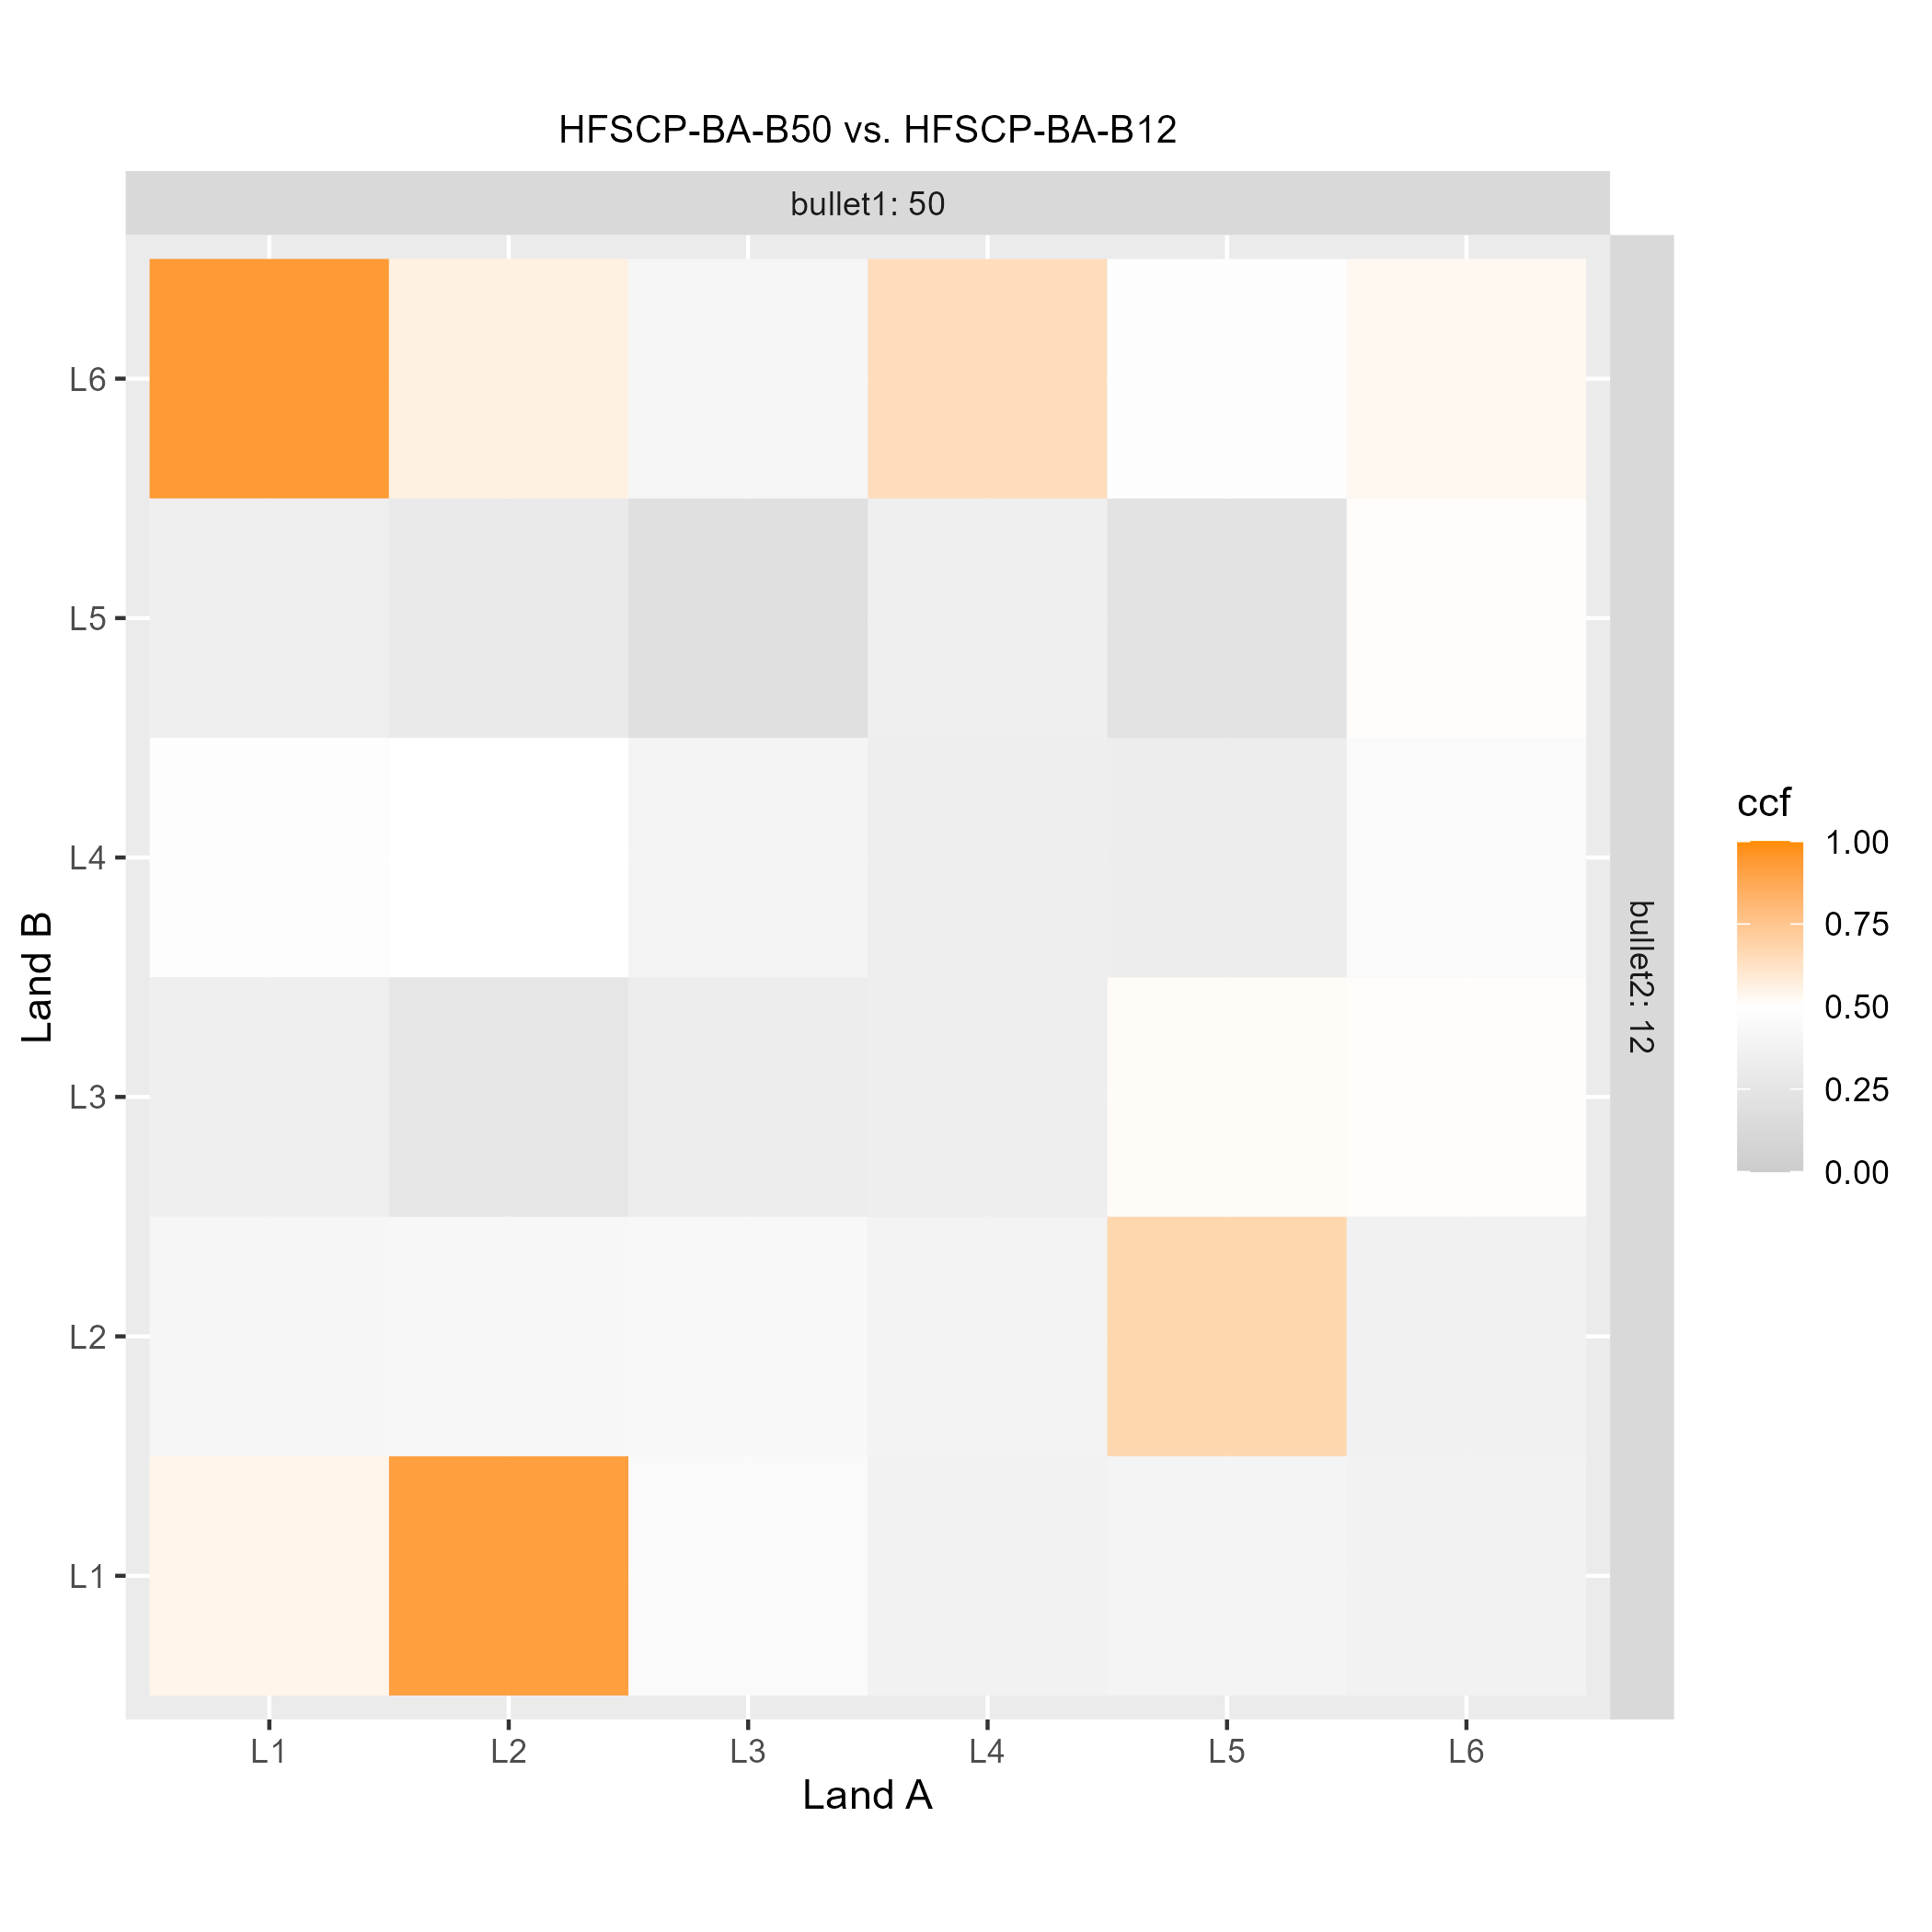 HFSCP-BA-B50 vs. HFSCP-BA-B12
bullet1: 50
L6
L5
L4
L3
L2
L1
Land B
L1 L2 L3 L4 L5 L6
Land A
bullet2: 12
ccf
1.00
0.75
0.50
0.25
0.00